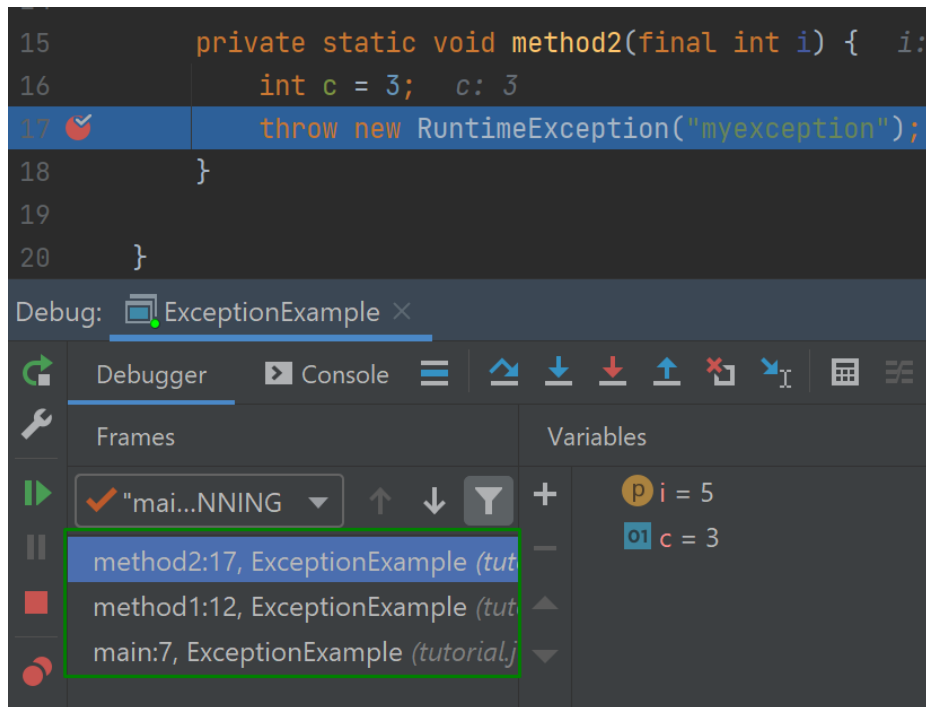 15 private static void method2(final int i) { i:
16 int c = 3; c: 3
17 throw new RuntimeException("myexception");
18 }
19
20 }
Debug: ExceptionExample
Debugger Console
Frames
Variables
"mai...NNING
method2:17, ExceptionExample (tut
method1:12, ExceptionExample (tut
main:7, ExceptionExample (tutorial.j
p i = 5
01 c = 3